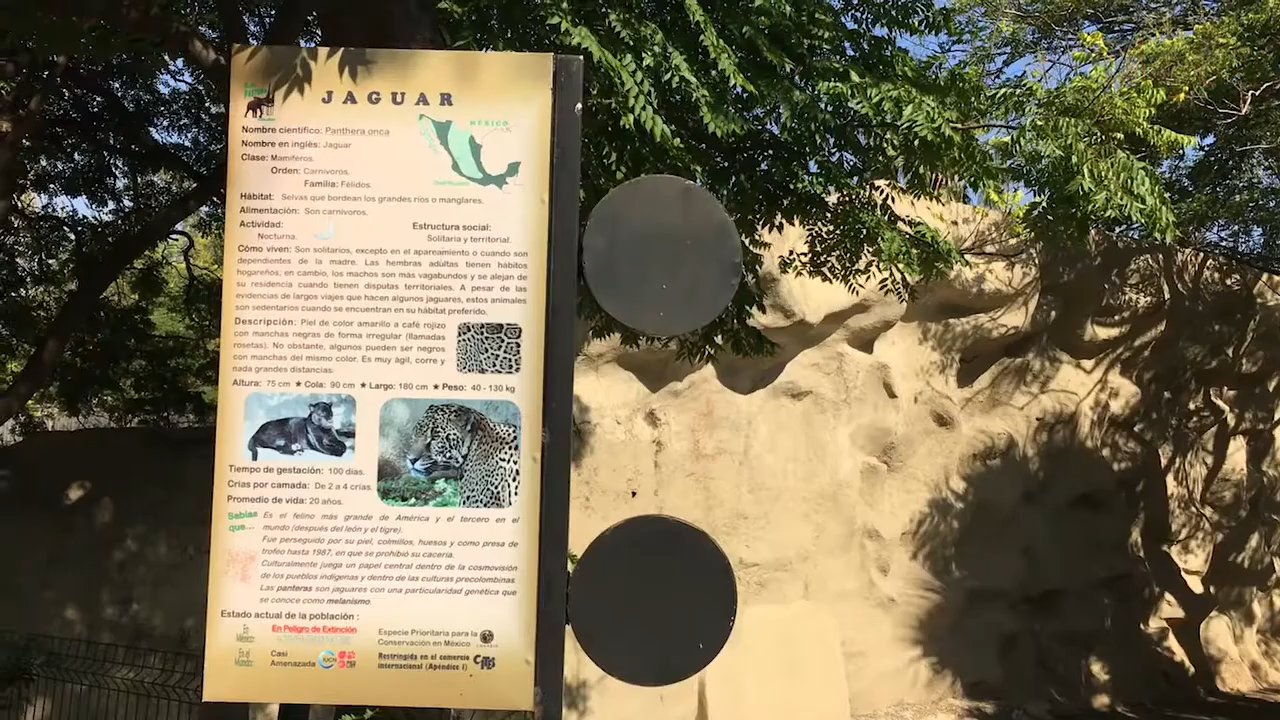 JAGUAR
MÉXICO
Nombre científico: Panthera onca
Nombre en inglés: Jaguar
Clase: Mamíferos.
Orden: Carnívoros.
Familia: Félidos.
Hábitat: Selvas que bordean los grandes ríos o manglares.
Alimentación: Son carnívoros.
Actividad:
Nocturna.
Estructura social:
Solitaria y territorial.
Cómo viven: Son solitarios, excepto en el apareamiento o cuando son
dependientes de la madre. Las hembras adultas tienen hábitos
hogareños; en cambio, los machos son más vagabundos y se alejan de
su residencia cuando tienen disputas territoriales. A pesar de las
evidencias de largos viajes que hacen algunos jaguares, estos animales
son sedentarios cuando se encuentran en su hábitat preferido.
Descripción: Piel de color amarillo a café rojizo
con manchas negras de forma irregular (llamadas
rosetas). No obstante, algunos pueden ser negros
con manchas del mismo color. Es muy ágil, corre y
nada grandes distancias.
Altura: 75 cm ★ Cola: 90 cm ★ Largo: 180 cm ★ Peso: 40 - 130 kg
Tiempo de gestación: 100 días.
Crías por camada: De 2 a 4 crías.
Promedio de vida: 20 años.
Sabías que...
Es el felino más grande de América y el tercero en el
mundo (después del león y el tigre).
Fue perseguido por su piel, colmillos, huesos y como presa de
trofeo hasta 1987, en que se prohibió su cacería.
Culturalmente juega un papel central dentro de la cosmovisión
de los pueblos indígenas y dentro de las culturas precolombinas.
Las panteras son jaguares con una particularidad genética que
se conoce como melanismo.
Estado actual de la población :
En México:
En Peligro de Extinción
Especie Prioritaria para la
Conservación en México
En el Mundo:
Casi
Amenazada
IUCN
Restringida en el comercio
internacional (Apéndice I)
CITES